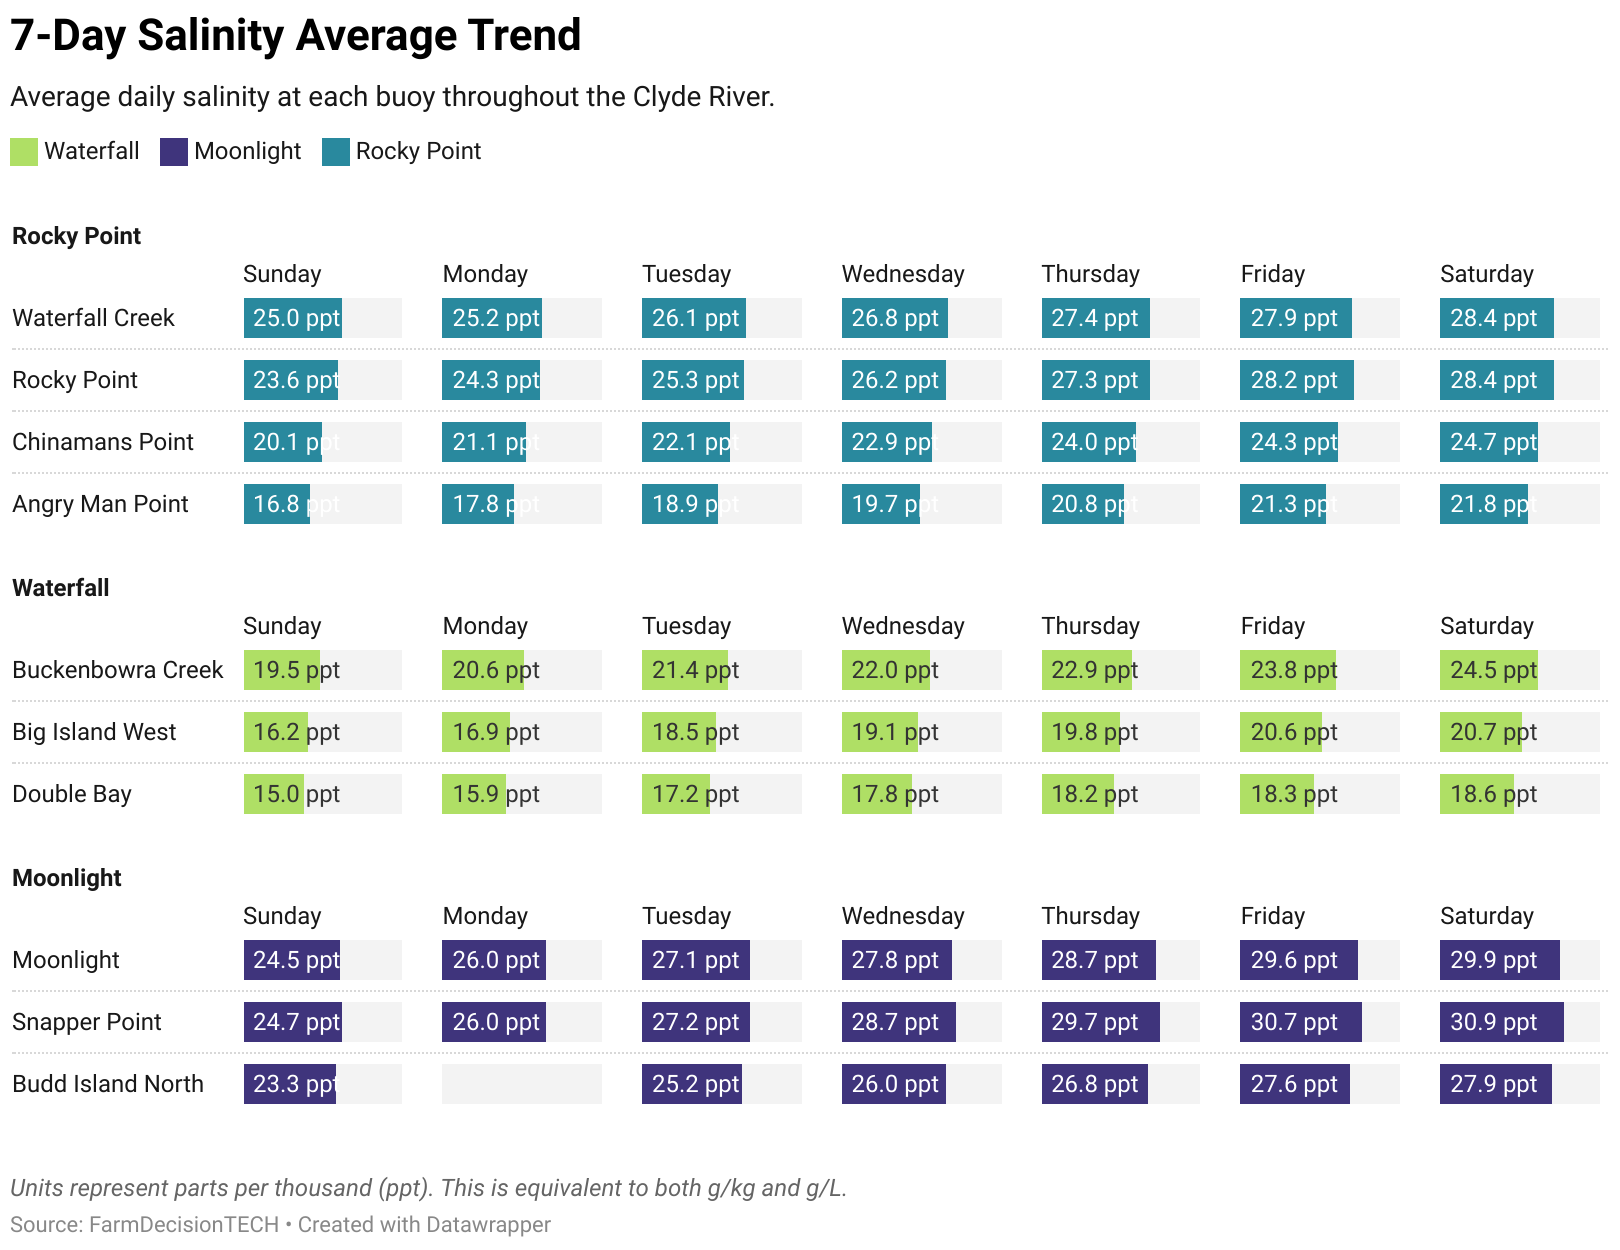 7-Day Salinity Average Trend
Average daily salinity at each buoy throughout the Clyde River.
Waterfall Moonlight Rocky Point
Rocky Point
Sunday Monday Tuesday Wednesday Thursday Friday Saturday
Waterfall Creek 25.0 ppt 25.2 ppt 26.1 ppt 26.8 ppt 27.4 ppt 27.9 ppt 28.4 ppt
Rocky Point 23.6 ppt 24.3 ppt 25.3 ppt 26.2 ppt 27.3 ppt 28.2 ppt 28.4 ppt
Chinamans Point 20.1 ppt 21.1 ppt 22.1 ppt 22.9 ppt 24.0 ppt 24.3 ppt 24.7 ppt
Angry Man Point 16.8 ppt 17.8 ppt 18.9 ppt 19.7 ppt 20.8 ppt 21.3 ppt 21.8 ppt
Waterfall
Sunday Monday Tuesday Wednesday Thursday Friday Saturday
Buckenbowra Creek 19.5 ppt 20.6 ppt 21.4 ppt 22.0 ppt 22.9 ppt 23.8 ppt 24.5 ppt
Big Island West 16.2 ppt 16.9 ppt 18.5 ppt 19.1 ppt 19.8 ppt 20.6 ppt 20.7 ppt
Double Bay 15.0 ppt 15.9 ppt 17.2 ppt 17.8 ppt 18.2 ppt 18.3 ppt 18.6 ppt
Moonlight
Sunday Monday Tuesday Wednesday Thursday Friday Saturday
Moonlight 24.5 ppt 26.0 ppt 27.1 ppt 27.8 ppt 28.7 ppt 29.6 ppt 29.9 ppt
Snapper Point 24.7 ppt 26.0 ppt 27.2 ppt 28.7 ppt 29.7 ppt 30.7 ppt 30.9 ppt
Budd Island North 23.3 ppt 25.2 ppt 26.0 ppt 26.8 ppt 27.6 ppt 27.9 ppt
Units represent parts per thousand (ppt). This is equivalent to both g/kg and g/L.
Source: FarmDecisionTECH • Created with Datawrapper